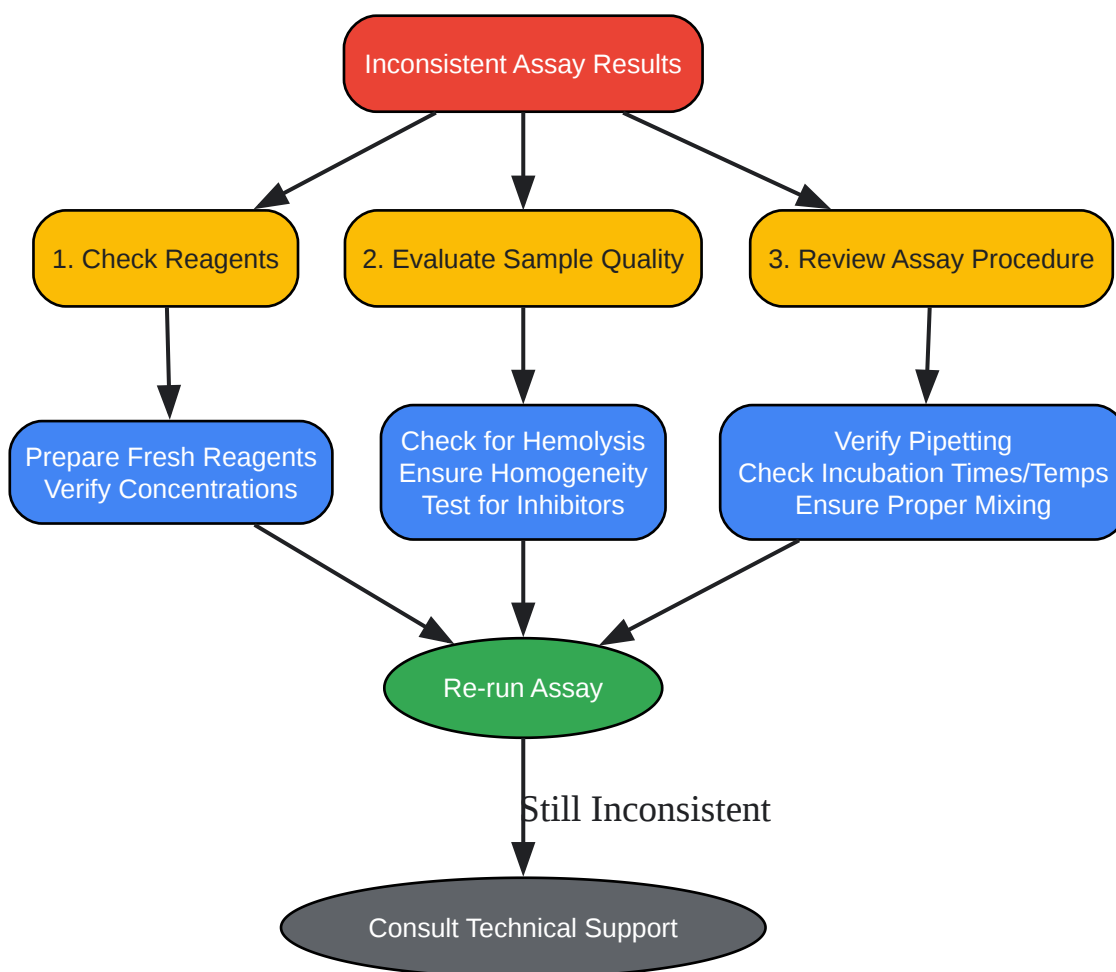 Inconsistent Assay Results
1. Check Reagents
2. Evaluate Sample Quality
3. Review Assay Procedure
Prepare Fresh Reagents
Verify Concentrations
Check for Hemolysis
Ensure Homogeneity
Test for Inhibitors
Verify Pipetting
Check Incubation Times/Temps
Ensure Proper Mixing
Re-run Assay
Still Inconsistent
Consult Technical Support